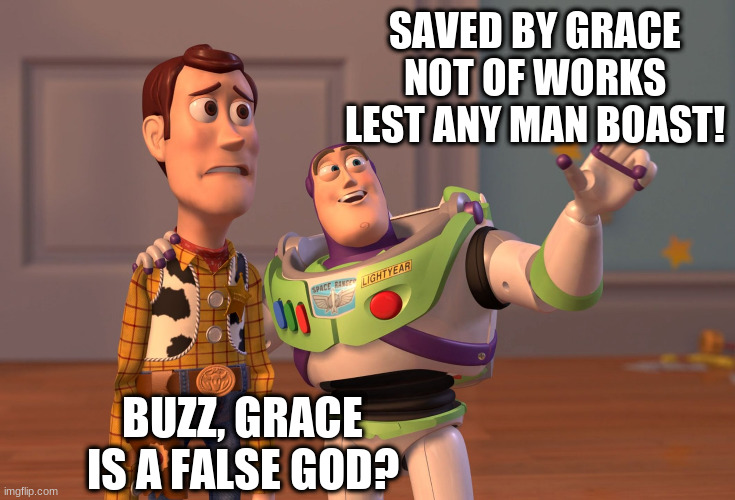 SAVED BY GRACE
NOT OF WORKS
LEST ANY MAN BOAST!
SPACE RANGER
LIGHTYEAR
BUZZ, GRACE
IS A FALSE GOD?
imgflip.com